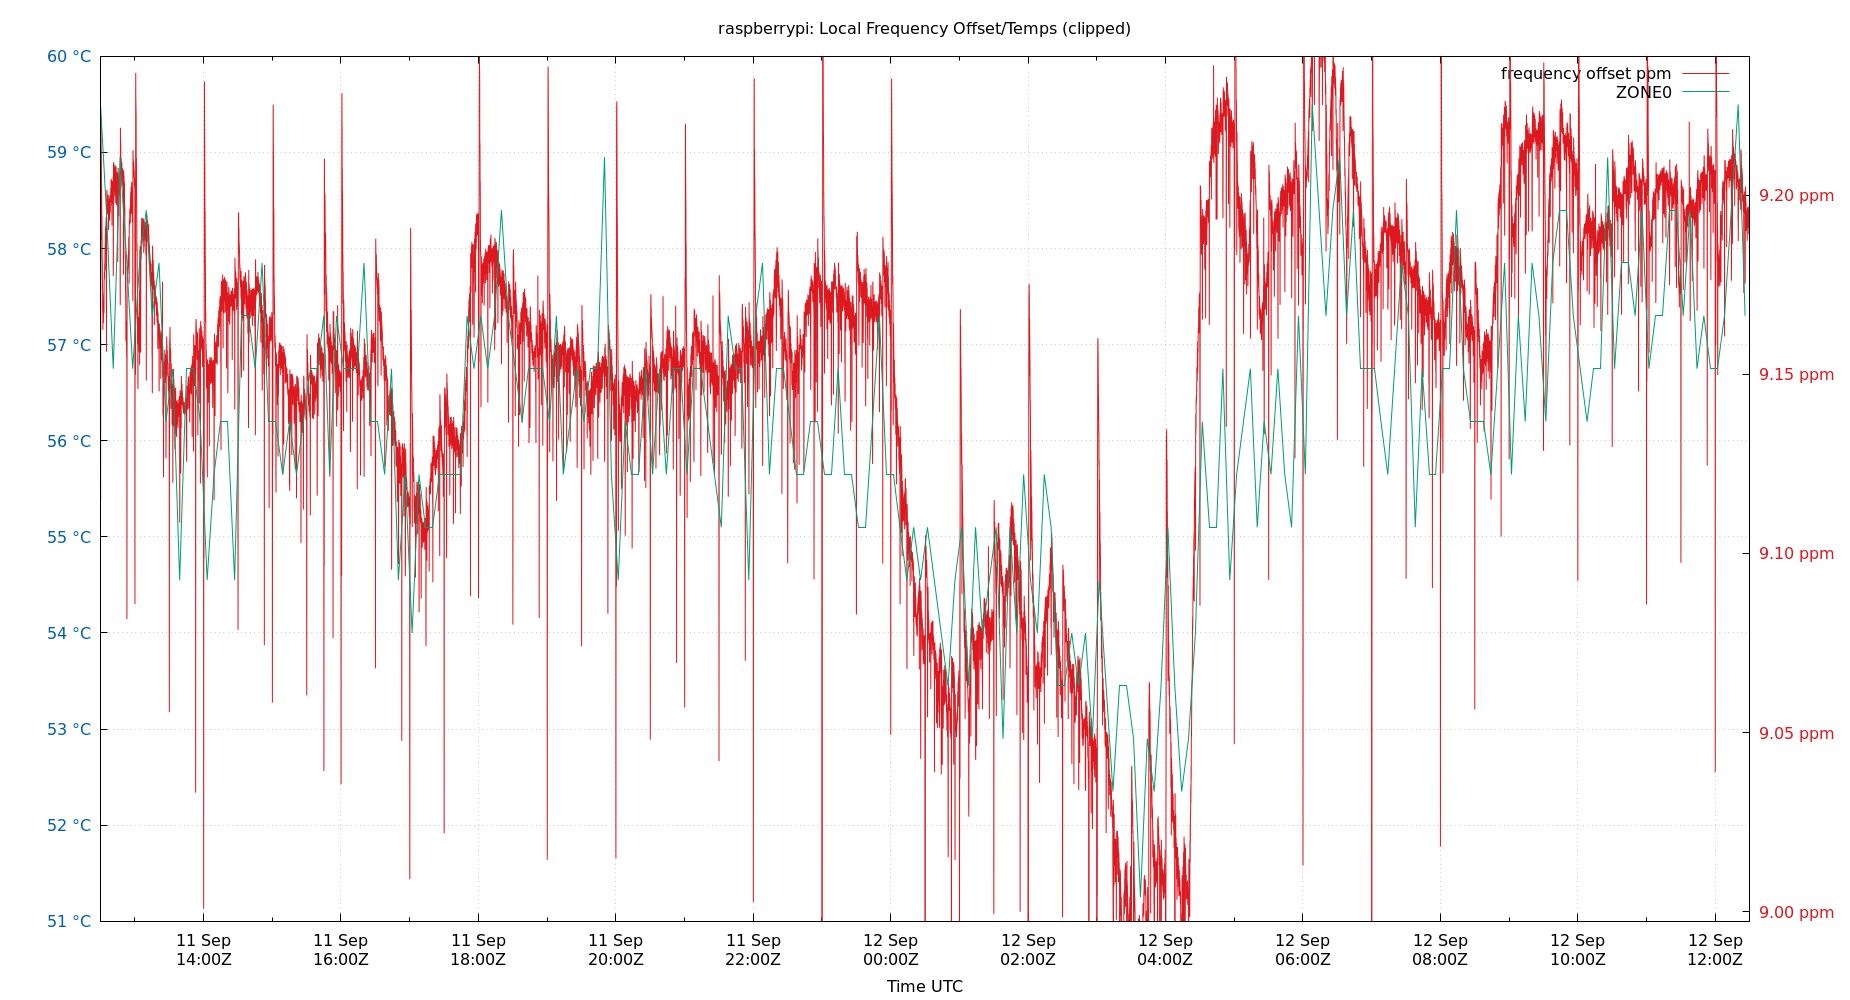 raspberrypi: Local Frequency Offset/Temps (clipped)
60 °C
59 °C
58 °C
57 °C
56 °C
55 °C
54 °C
53 °C
52 °C
51 °C
frequency offset ppm
ZONE0
9.20 ppm
9.15 ppm
9.10 ppm
9.05 ppm
9.00 ppm
11 Sep 11 Sep 11 Sep 11 Sep 11 Sep 12 Sep 12 Sep 12 Sep 12 Sep 12 Sep 12 Sep 12 Sep
14:00Z 16:00Z 18:00Z 20:00Z 22:00Z 00:00Z 02:00Z 04:00Z 06:00Z 08:00Z 10:00Z 12:00Z
Time UTC